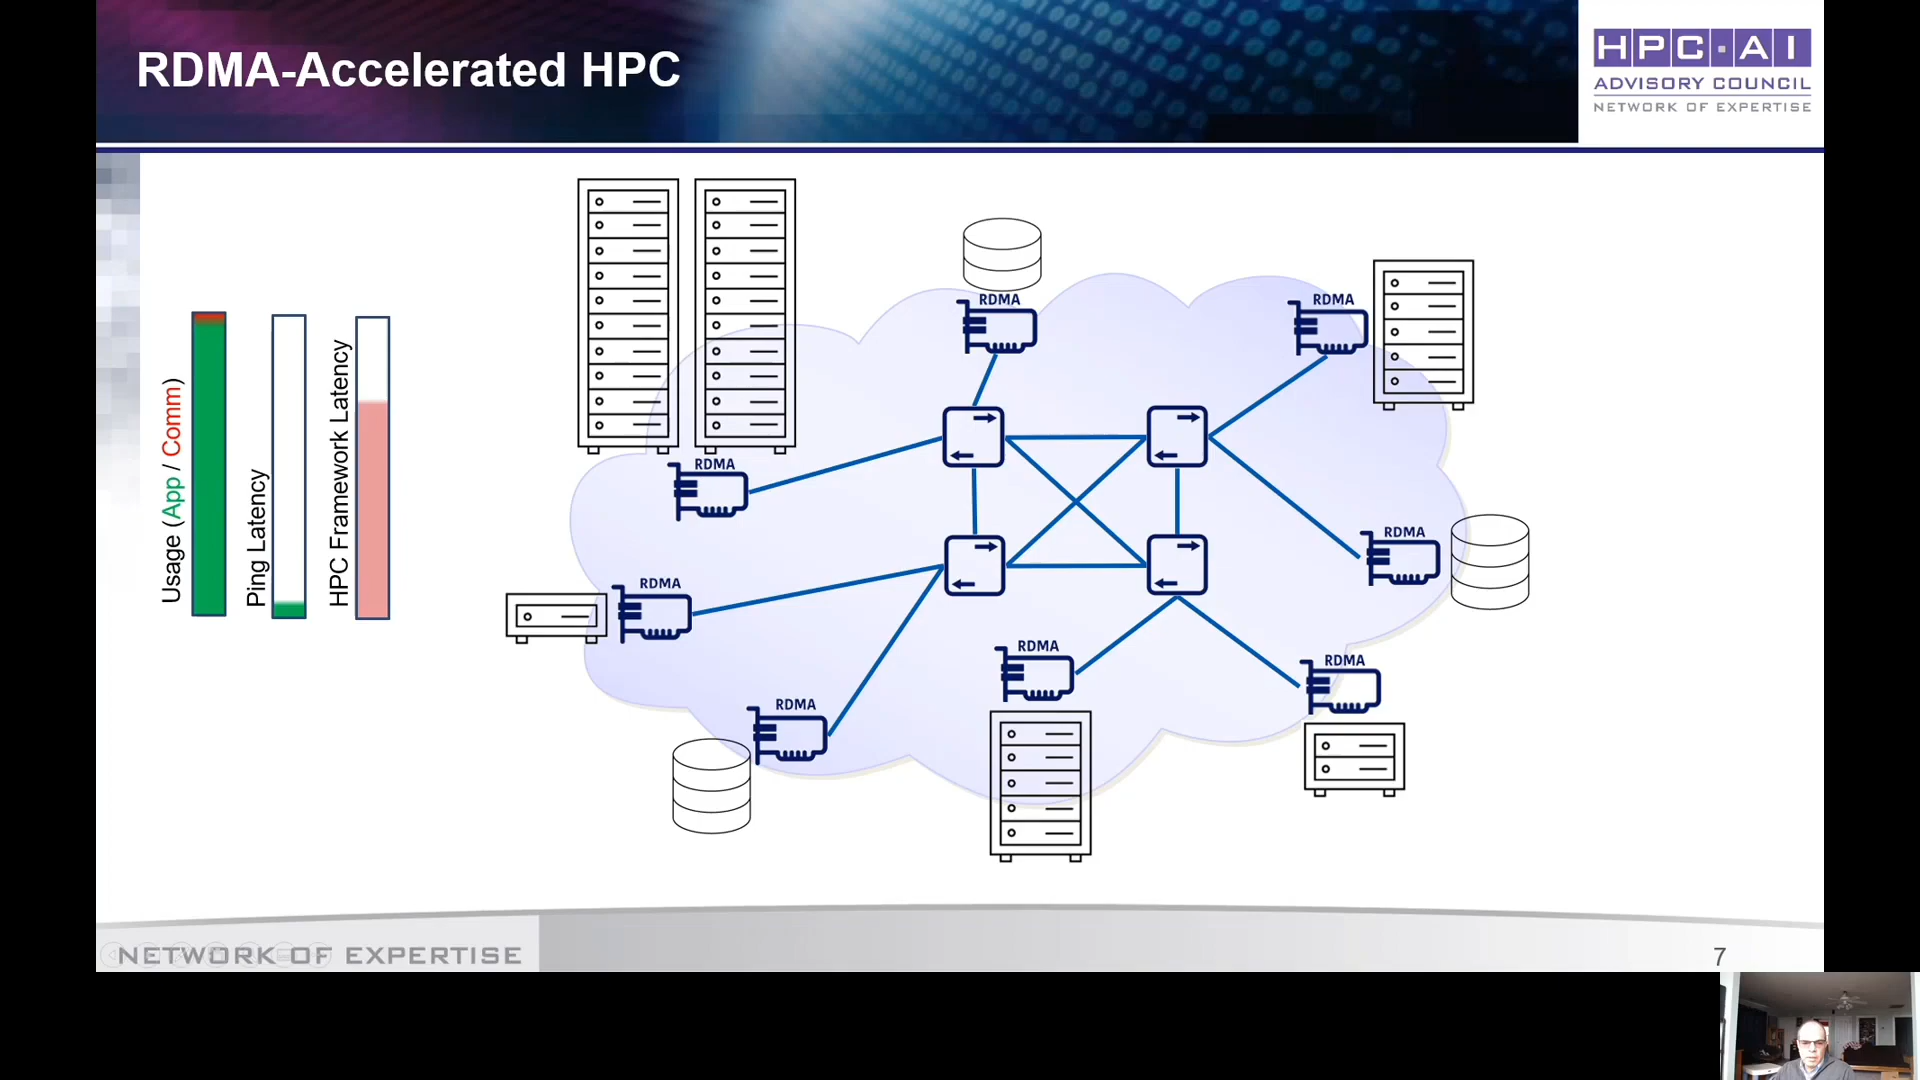 RDMA-Accelerated HPC
HPC·AI
ADVISORY COUNCIL
NETWORK OF EXPERTISE
Usage (App / Comm)
Ping Latency
HPC Framework Latency
RDMA
RDMA
RDMA
RDMA
RDMA
RDMA
RDMA
RDMA
NETWORK OF EXPERTISE
7